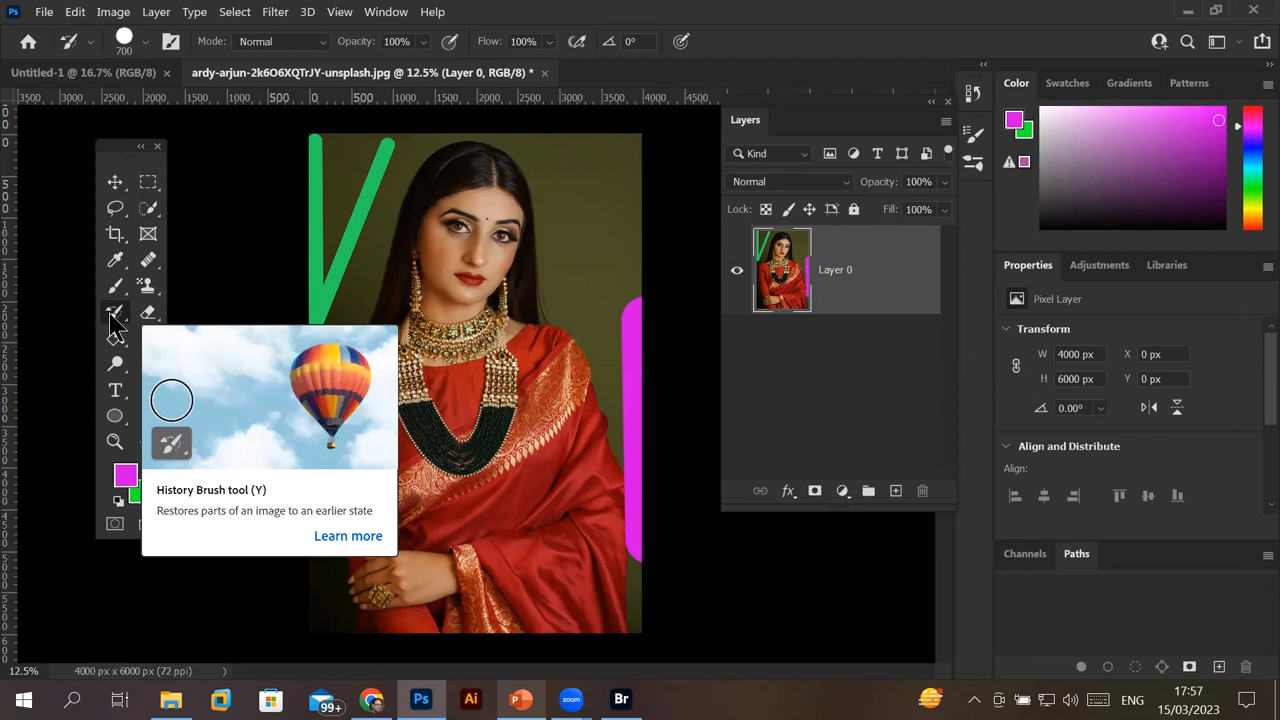 Ps File Edit Image Layer Type Select Filter 3D View Window Help
700 Mode: Normal Opacity: 100% Flow: 100% 0°
Untitled-1 @ 16.7% (RGB/8) × ardy-arjun-2k6O6XQTrJY-unsplash.jpg @ 12.5% (Layer 0, RGB/8) * ×
3500 3000 2500 2000 1500 1000 500 0 500 1000 1500 2000 2500 3000 3500 4000 4500
Layers
Kind
Normal Opacity: 100%
Lock: Fill: 100%
Layer 0
fx
Color Swatches Gradients Patterns
Properties Adjustments Libraries
Pixel Layer
Transform
W 4000 px X 0 px
H 6000 px Y 0 px
0.00°
Align and Distribute
Align:
Channels Paths
History Brush tool (Y)
Restores parts of an image to an earlier state
Learn more
12.5% 4000 px x 6000 px (72 ppi)
99+ Ps Ai zoom Br
ENG
17:57
15/03/2023